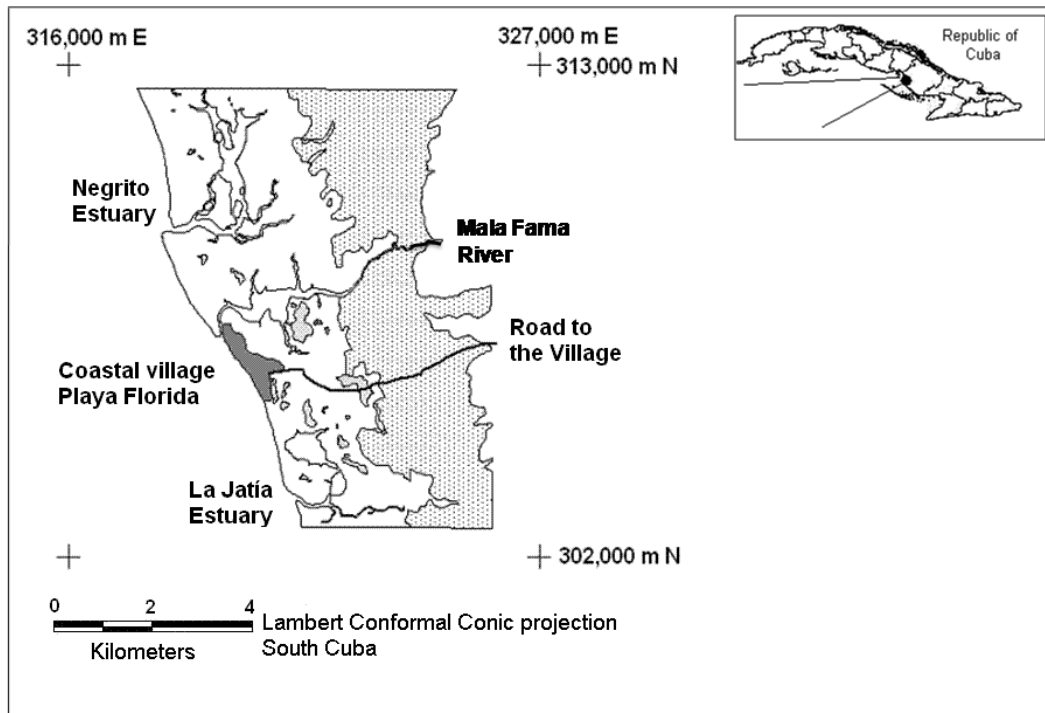 316,000 m E
327,000 m E
313,000 m N
Republic of
Cuba
Negrito
Estuary
Mala Fama
River
Road to
the Village
Coastal village
Playa Florida
La Jatía
Estuary
302,000 m N
0 2 4
Kilometers
Lambert Conformal Conic projection
South Cuba